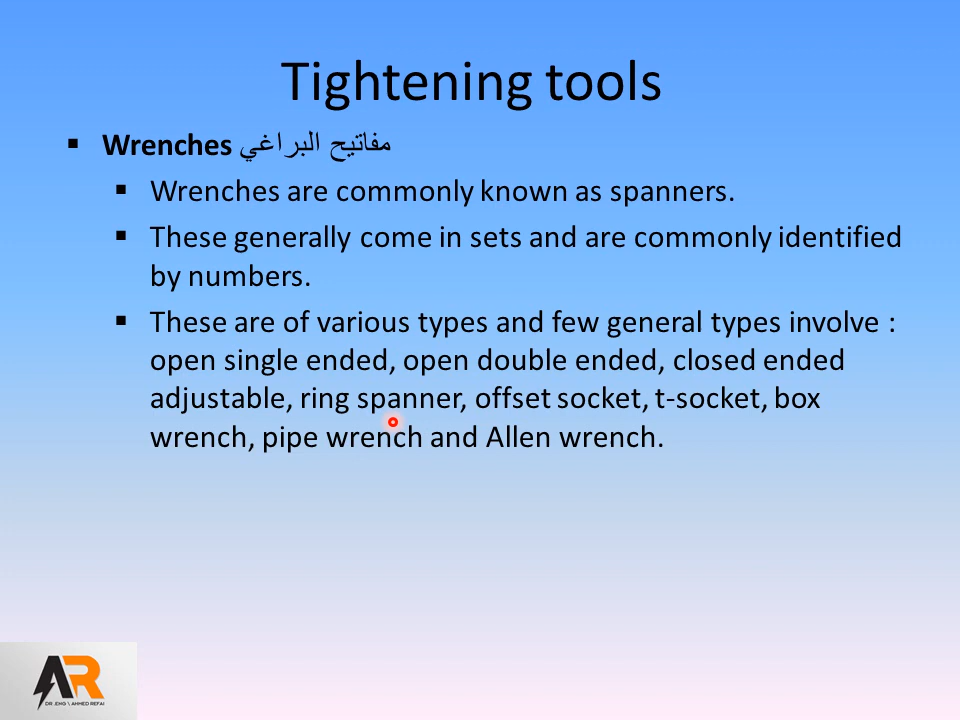 Tightening tools
▪ Wrenches مفاتيح البراغي
▪ Wrenches are commonly known as spanners.
▪ These generally come in sets and are commonly identified
by numbers.
▪ These are of various types and few general types involve :
open single ended, open double ended, closed ended
adjustable, ring spanner, offset socket, t-socket, box
wrench, pipe wrench and Allen wrench.
AR
DR .ENG \ AHMED REFAI